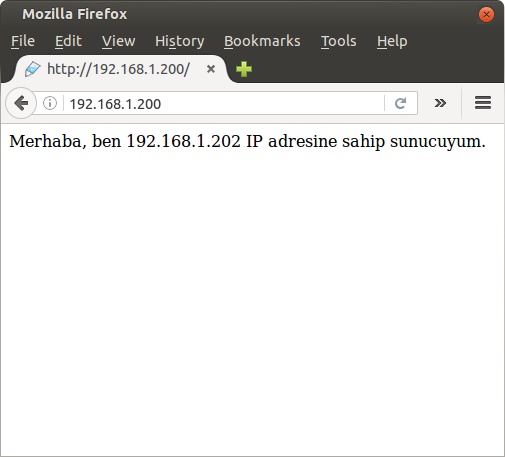 Mozilla Firefox
File Edit View History Bookmarks Tools Help
http://192.168.1.200/
192.168.1.200
Merhaba, ben 192.168.1.202 IP adresine sahip sunucuyum.